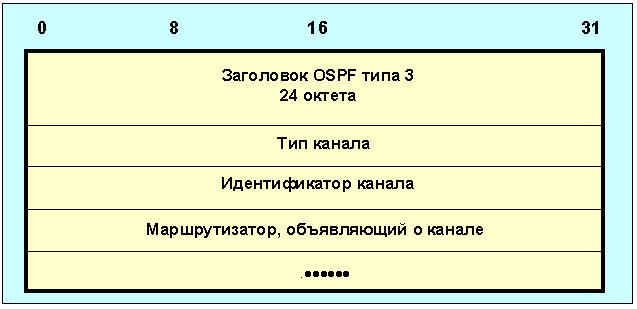 0 8 16 31
Заголовок OSPF типа 3
24 октета
Тип канала
Идентификатор канала
Маршрутизатор, объявляющий о канале
.●●●●●●